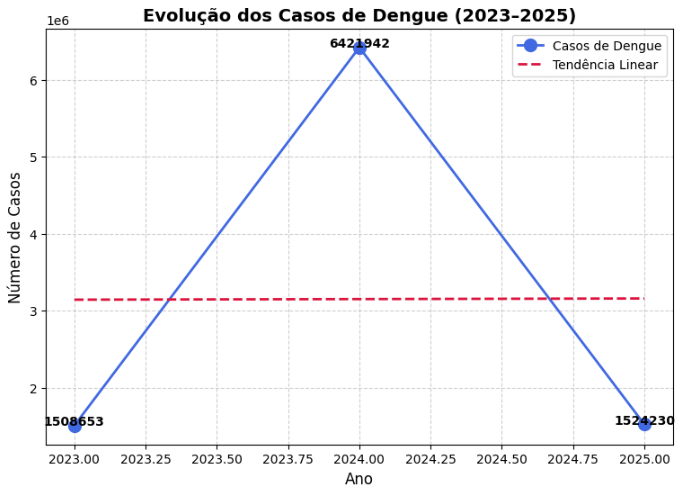 Evolução dos Casos de Dengue (2023–2025)
1e6
6421942
Casos de Dengue
Tendência Linear
6
5
4
3
2
Número de Casos
1508653
1524230
2023.00 2023.25 2023.50 2023.75 2024.00 2024.25 2024.50 2024.75 2025.00
Ano